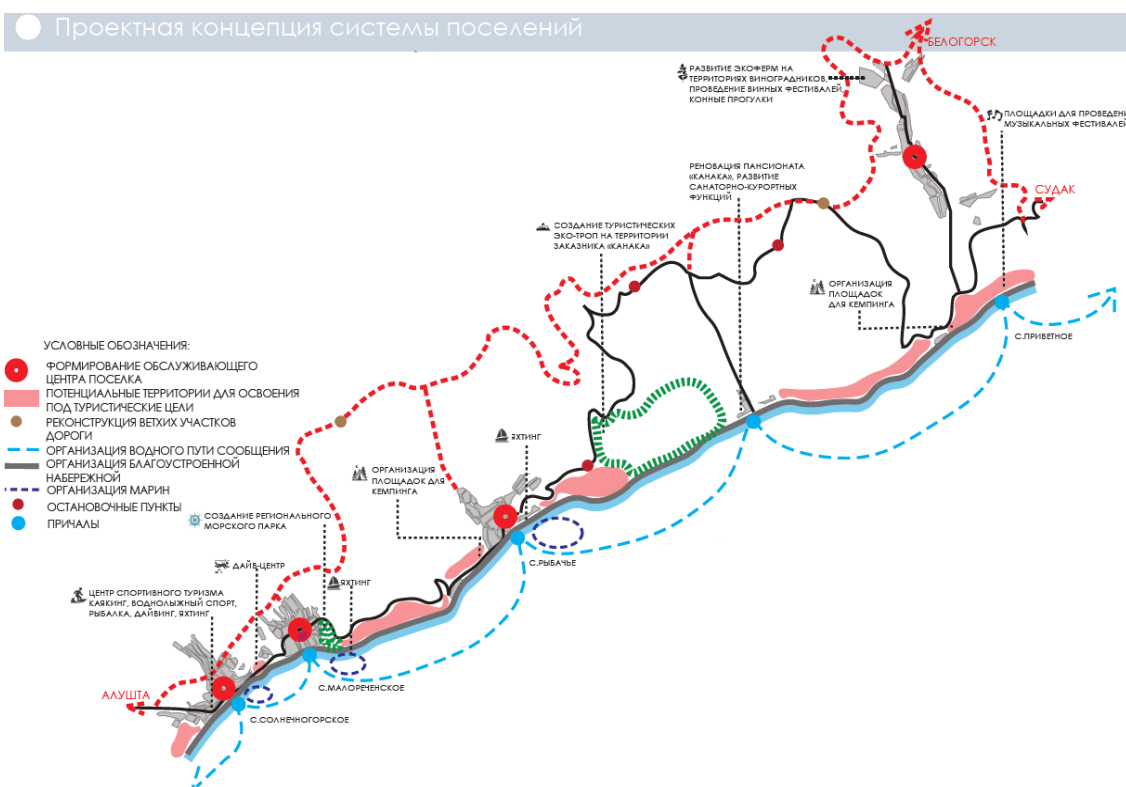 Проектная концепция системы поселений
БЕЛОГОРСК
РАЗВИТИЕ ЭКОФЕРМ НА
ТЕРРИТОРИЯХ ВИНОГРАДНИКОВ,
ПРОВЕДЕНИЕ ВИННЫХ ФЕСТИВАЛЕЙ,
КОННЫЕ ПРОГУЛКИ
ПЛОЩАДКИ ДЛЯ ПРОВЕДЕНИ
МУЗЫКАЛЬНЫХ ФЕСТИВАЛЕЙ
РЕНОВАЦИЯ ПАНСИОНАТА
«КАНАКА», РАЗВИТИЕ
САНАТОРНО-КУРОРТНЫХ
ФУНКЦИЙ
СУДАК
СОЗДАНИЕ ТУРИСТИЧЕСКИХ
ЭКО-ТРОП НА ТЕРРИТОРИИ
ЗАКАЗНИКА «КАНАКА»
ОРГАНИЗАЦИЯ
ПЛОЩАДОК
ДЛЯ КЕМПИНГА
С.ПРИВЕТНОЕ
УСЛОВНЫЕ ОБОЗНАЧЕНИЯ:
ФОРМИРОВАНИЕ ОБСЛУЖИВАЮЩЕГО
ЦЕНТРА ПОСЕЛКА
ПОТЕНЦИАЛЬНЫЕ ТЕРРИТОРИИ ДЛЯ ОСВОЕНИЯ
ПОД ТУРИСТИЧЕСКИЕ ЦЕЛИ
РЕКОНСТРУКЦИЯ ВЕТХИХ УЧАСТКОВ
ДОРОГИ
ОРГАНИЗАЦИЯ ВОДНОГО ПУТИ СООБЩЕНИЯ
ОРГАНИЗАЦИЯ БЛАГОУСТРОЕННОЙ
НАБЕРЕЖНОЙ
ОРГАНИЗАЦИЯ МАРИН
ОСТАНОВОЧНЫЕ ПУНКТЫ
ПРИЧАЛЫ
ЯХТИНГ
ОРГАНИЗАЦИЯ
ПЛОЩАДОК ДЛЯ
КЕМПИНГА
СОЗДАНИЕ РЕГИОНАЛЬНОГО
МОРСКОГО ПАРКА
С.РЫБАЧЬЕ
ДАЙВ-ЦЕНТР
ЯХТИНГ
ЦЕНТР СПОРТИВНОГО ТУРИЗМА
КАЯКИНГ, ВОДНОЛЫЖНЫЙ СПОРТ,
РЫБАЛКА, ДАЙВИНГ, ЯХТИНГ
С.МАЛОРЕЧЕНСКОЕ
АЛУШТА
С.СОЛНЕЧНОГОРСКОЕ